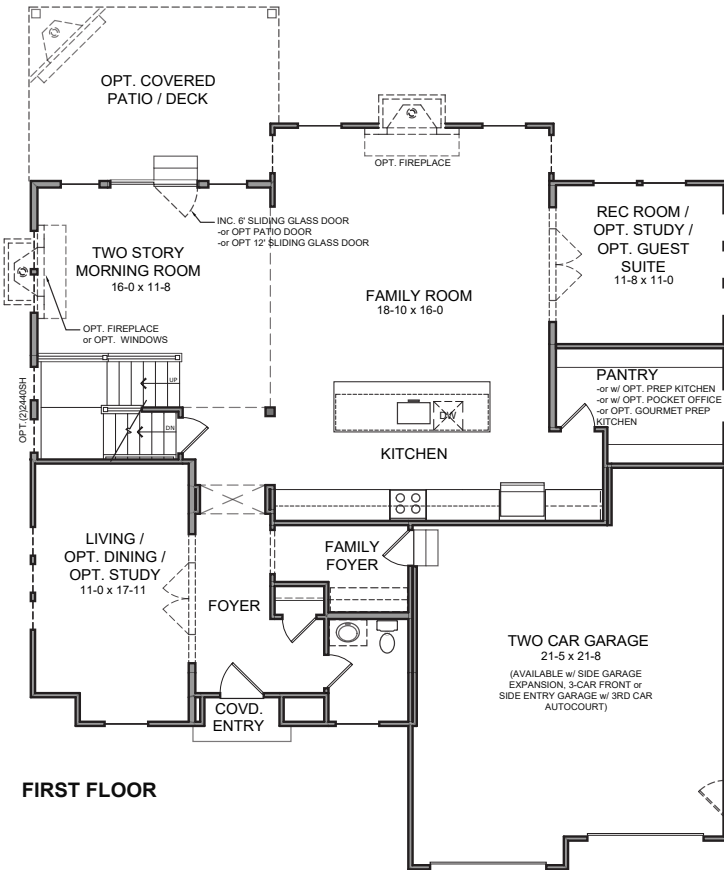 OPT. COVERED
PATIO / DECK
OPT. FIREPLACE
INC. 6' SLIDING GLASS DOOR
-or OPT PATIO DOOR
-or OPT 12' SLIDING GLASS DOOR
TWO STORY
MORNING ROOM
16-0 x 11-8
REC ROOM /
OPT. STUDY /
OPT. GUEST
SUITE
11-8 x 11-0
FAMILY ROOM
18-10 x 16-0
OPT. FIREPLACE
or OPT. WINDOWS
UP
DN
OPT. (2)2440SH
PANTRY
-or w/ OPT. PREP KITCHEN
-or w/ OPT. POCKET OFFICE
-or OPT. GOURMET PREP
KITCHEN
DW
KITCHEN
LIVING /
OPT. DINING /
OPT. STUDY
11-0 x 17-11
FAMILY
FOYER
FOYER
TWO CAR GARAGE
21-5 x 21-8
(AVAILABLE w/ SIDE GARAGE
EXPANSION, 3-CAR FRONT or
SIDE ENTRY GARAGE w/ 3RD CAR
AUTOCOURT)
COVD.
ENTRY
FIRST FLOOR